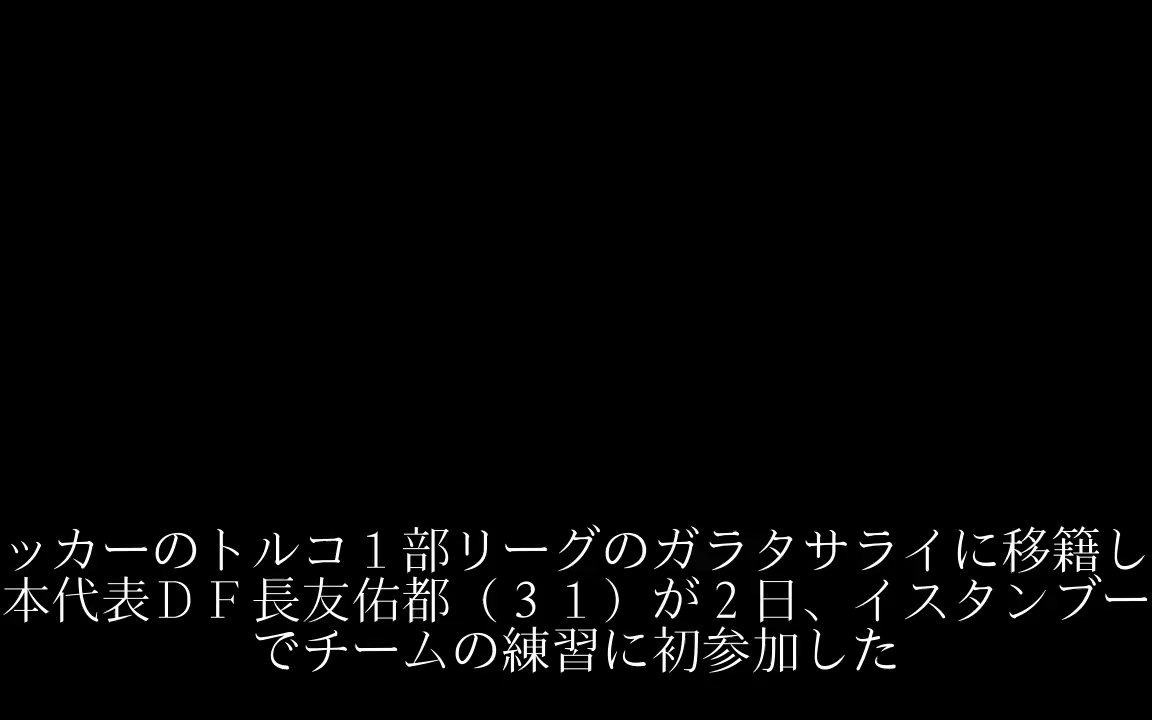 ッカーのトルコ１部リーグのガラタサライに移籍し
本代表ＤＦ長友佑都（３１）が２日、イスタンブー
でチームの練習に初参加した